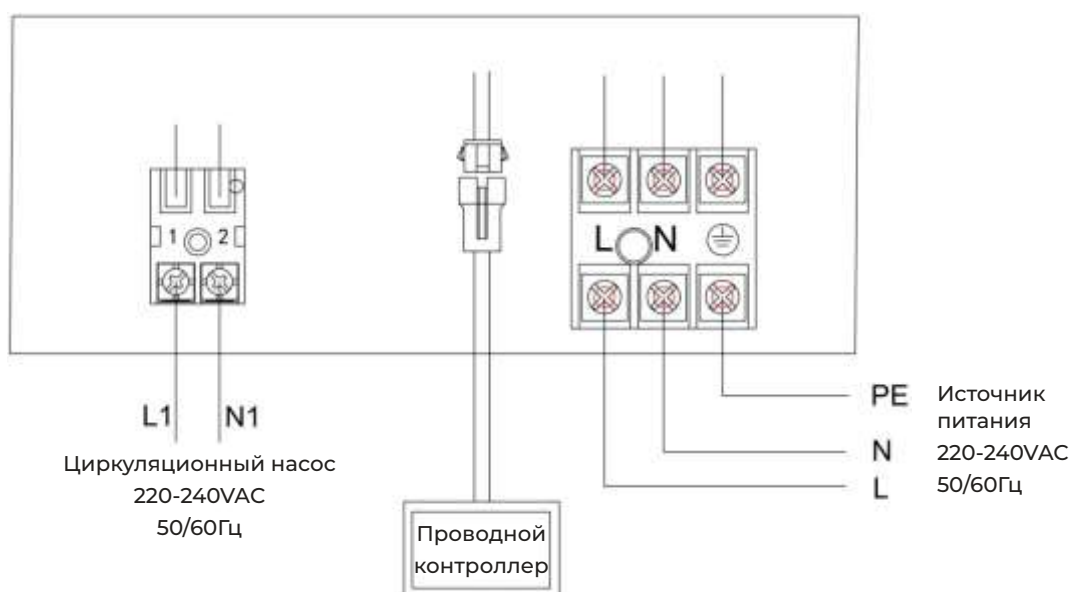 1 2
L N
L1 N1
Циркуляционный насос
220-240VAC
50/60Гц
Проводной
контроллер
PE
N
L
Источник
питания
220-240VAC
50/60Гц